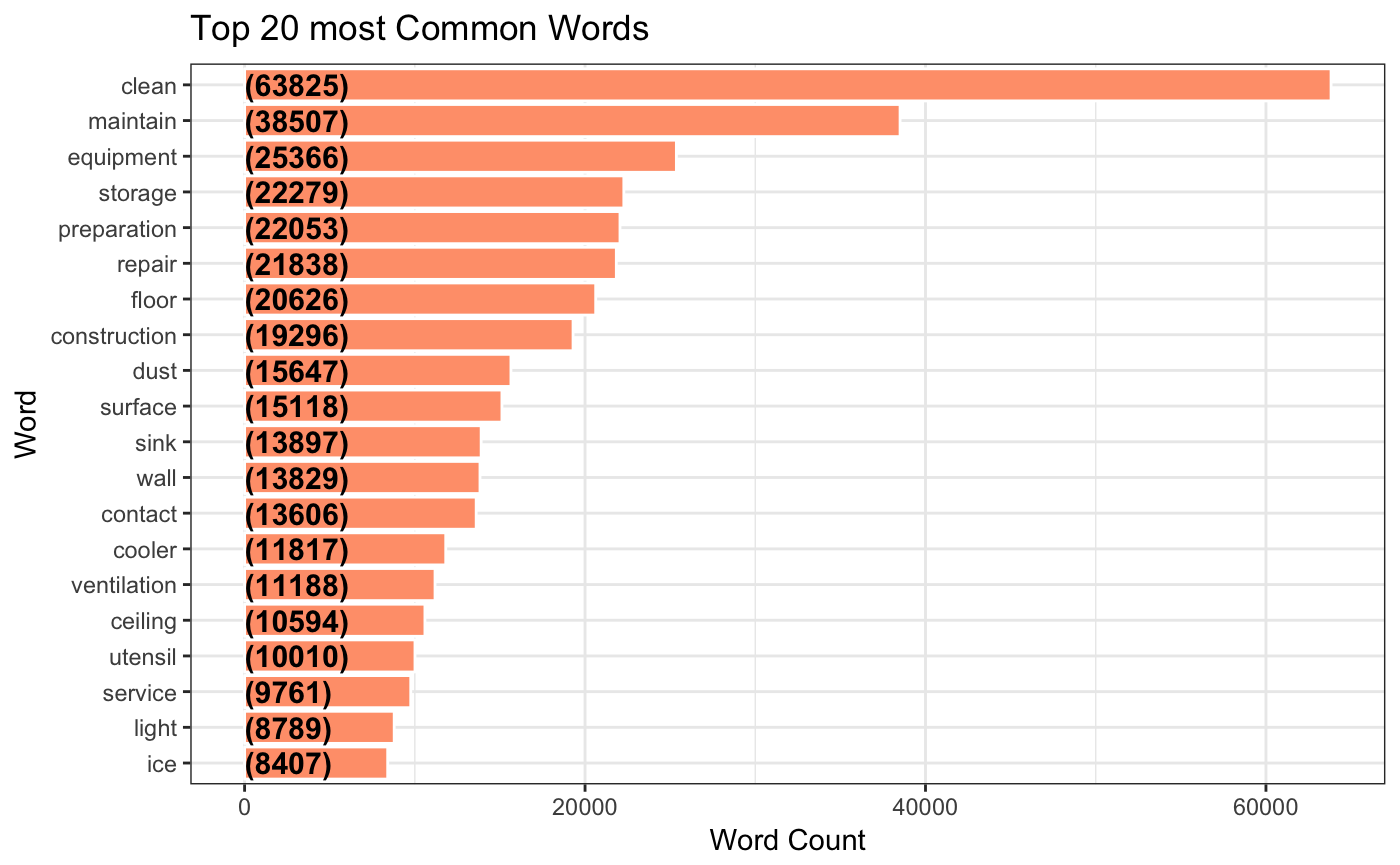 Top 20 most Common Words
clean (63825)
maintain (38507)
equipment (25366)
storage (22279)
preparation (22053)
repair (21838)
floor (20626)
construction (19296)
dust (15647)
surface (15118)
sink (13897)
wall (13829)
contact (13606)
cooler (11817)
ventilation (11188)
ceiling (10594)
utensil (10010)
service (9761)
light (8789)
ice (8407)
Word
0 20000 40000 60000
Word Count